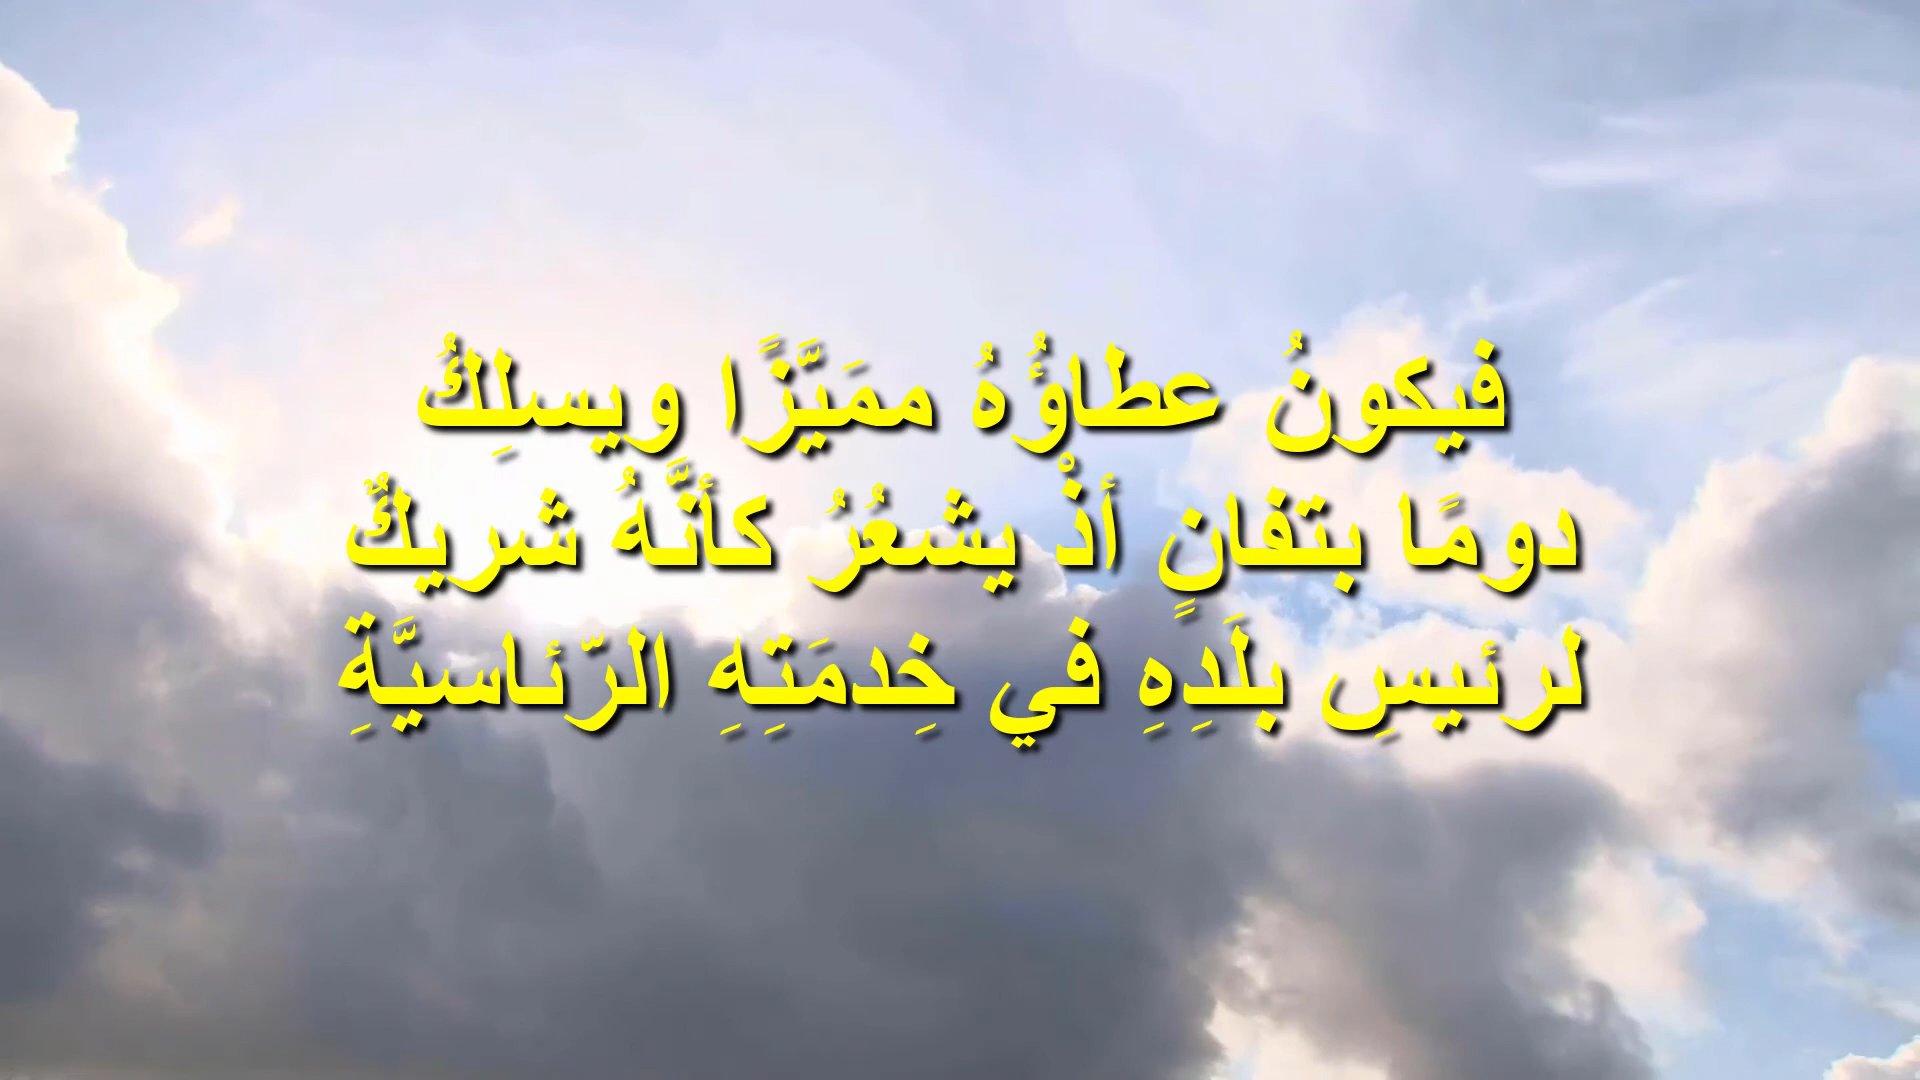 فيكونُ عطاؤُهُ ممَيَّزًا ويسلِكُ
دومًا بتفانٍ أذْ يشعُرُ كأنَّهُ شريكٌ
لرئيسِ بلَدِهِ في خِدمَتِهِ الرّئاسيَّةِ